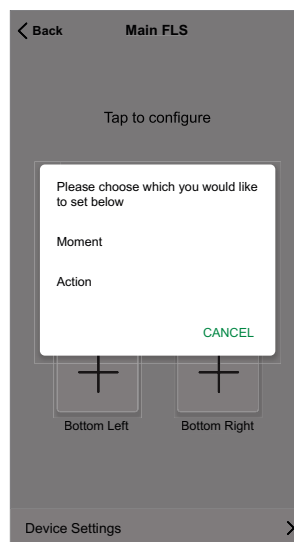 Back Main FLS
Tap to configure
Please choose which you would like
to set below
Moment
Action
CANCEL
Bottom Left Bottom Right
Device Settings